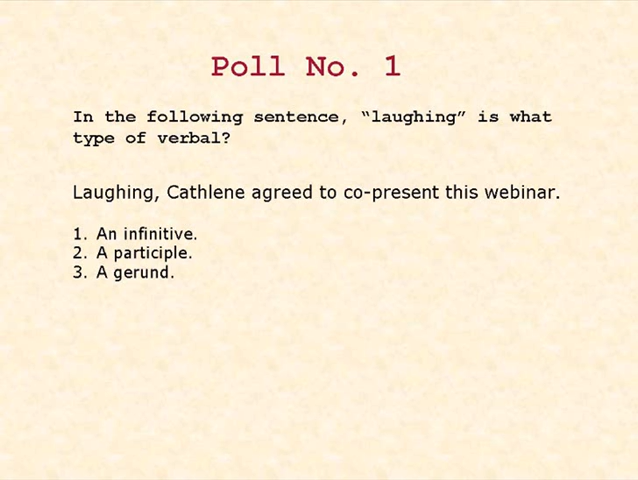 Poll No. 1
In the following sentence, “laughing” is what
type of verbal?
Laughing, Cathlene agreed to co-present this webinar.
1. An infinitive.
2. A participle.
3. A gerund.